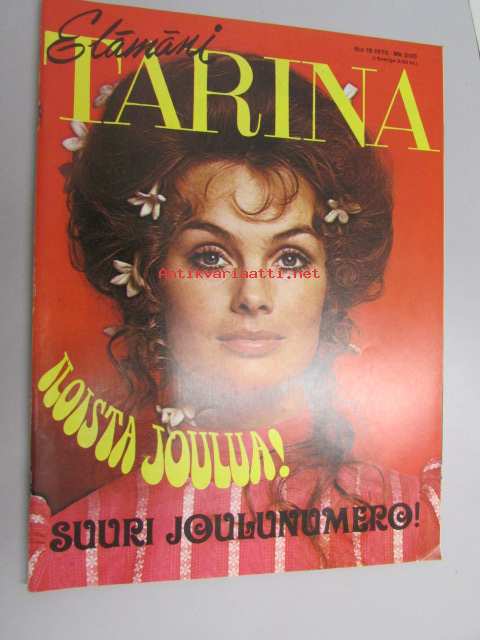 Elämäni
TARINA
Antikvariaatti.net
ILOISTA JOULUA!
SUURI JOULUNUMERO!